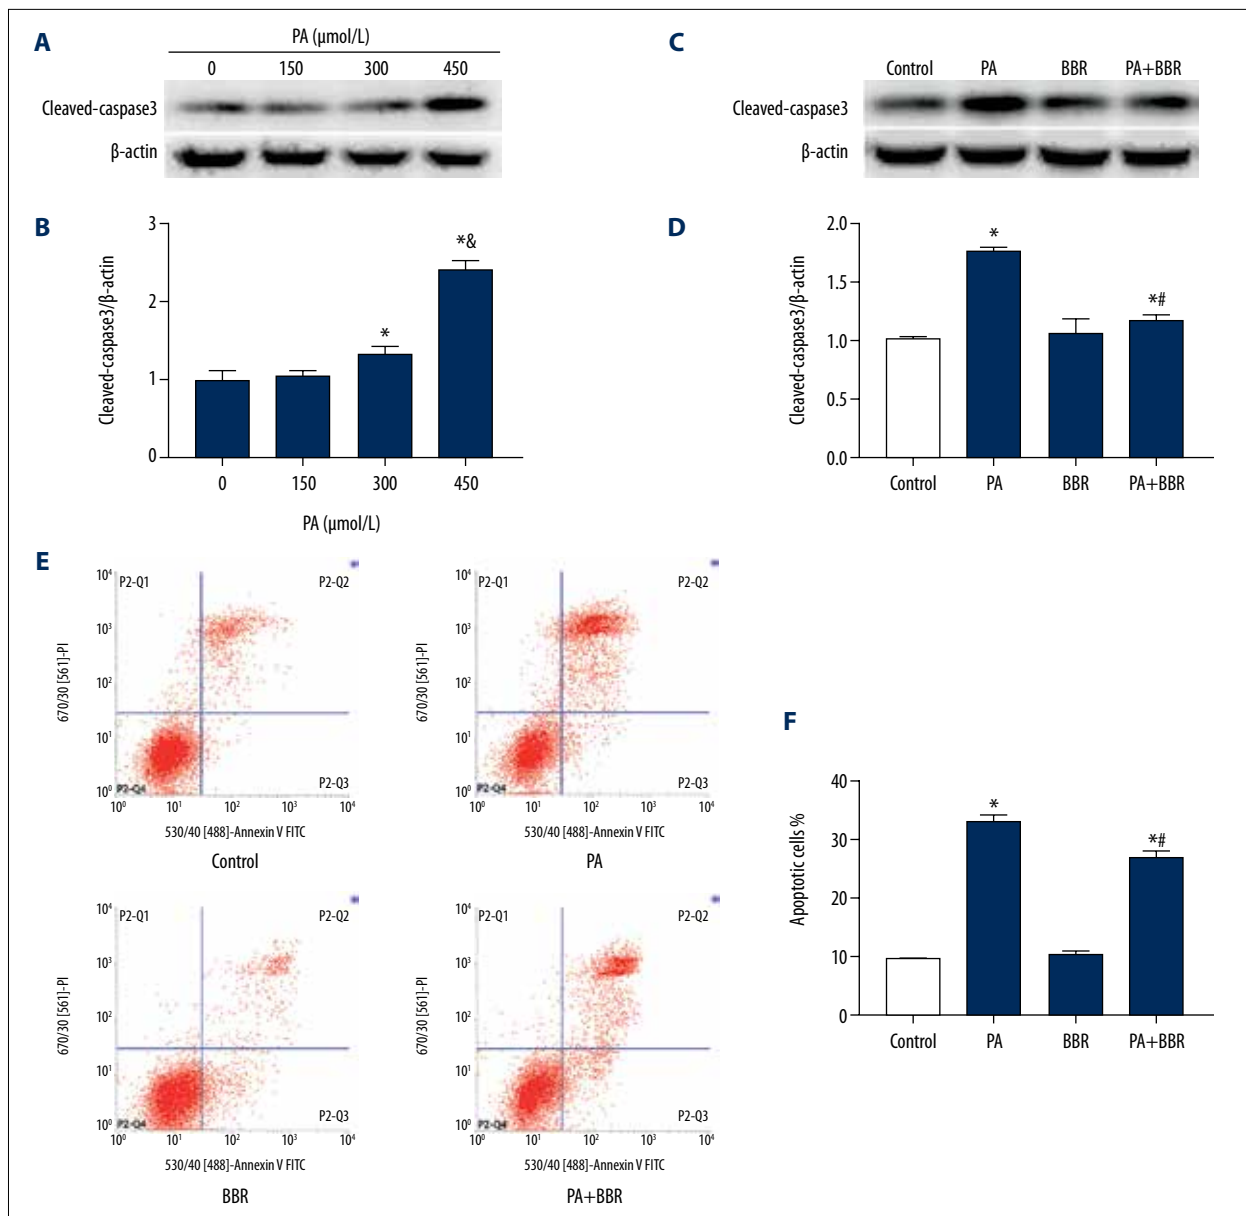 A
PA (μmol/L)
0 150 300 450
Cleaved-caspase3
β-actin
C
Control PA BBR PA+BBR
Cleaved-caspase3
β-actin
B
Cleaved-caspase3/β-actin
3
2
1
0
*
*&
0 150 300 450
PA (μmol/L)
D
Cleaved-caspase3/β-actin
2.0
1.5
1.0
0.5
0.0
*
*#
Control PA BBR PA+BBR
E
P2-Q1 P2-Q2
P2-Q4 P2-Q3
670/30 [561]-PI
10⁴
10³
10²
10¹
10⁰
10⁰ 10¹ 10² 10³ 10⁴
530/40 [488]-Annexin V FITC
Control
P2-Q1 P2-Q2
P2-Q4 P2-Q3
670/30 [561]-PI
10⁴
10³
10²
10¹
10⁰
10⁰ 10¹ 10² 10³ 10⁴
530/40 [488]-Annexin V FITC
PA
P2-Q1 P2-Q2
P2-Q4 P2-Q3
670/30 [561]-PI
10⁴
10³
10²
10¹
10⁰
10⁰ 10¹ 10² 10³ 10⁴
530/40 [488]-Annexin V FITC
BBR
P2-Q1 P2-Q2
P2-Q4 P2-Q3
670/30 [561]-PI
10⁴
10³
10²
10¹
10⁰
10⁰ 10¹ 10² 10³ 10⁴
530/40 [488]-Annexin V FITC
PA+BBR
F
Apoptotic cells %
40
30
20
10
0
*
*#
Control PA BBR PA+BBR